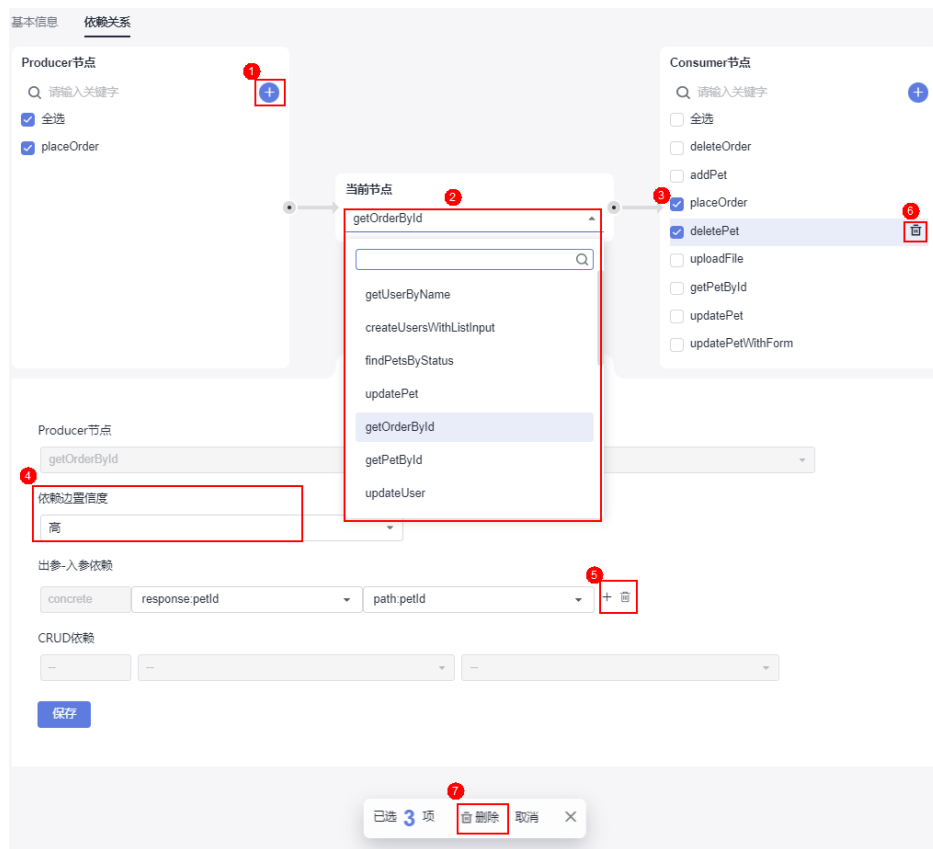 基本信息 依赖关系
Producer节点
1
请输入关键字
全选
placeOrder
当前节点
2
getOrderById
getUserByName
createUsersWithListInput
findPetsByStatus
updatePet
getOrderById
getPetById
updateUser
Consumer节点
请输入关键字
全选
deleteOrder
addPet
3
placeOrder
6
deletePet
uploadFile
getPetById
updatePet
updatePetWithForm
Producer节点
getOrderById
4
依赖边置信度
高
出参-入参依赖
5
concrete response:petId path:petId
CRUD依赖
-- -- --
保存
7
已选 3 项 删除 取消